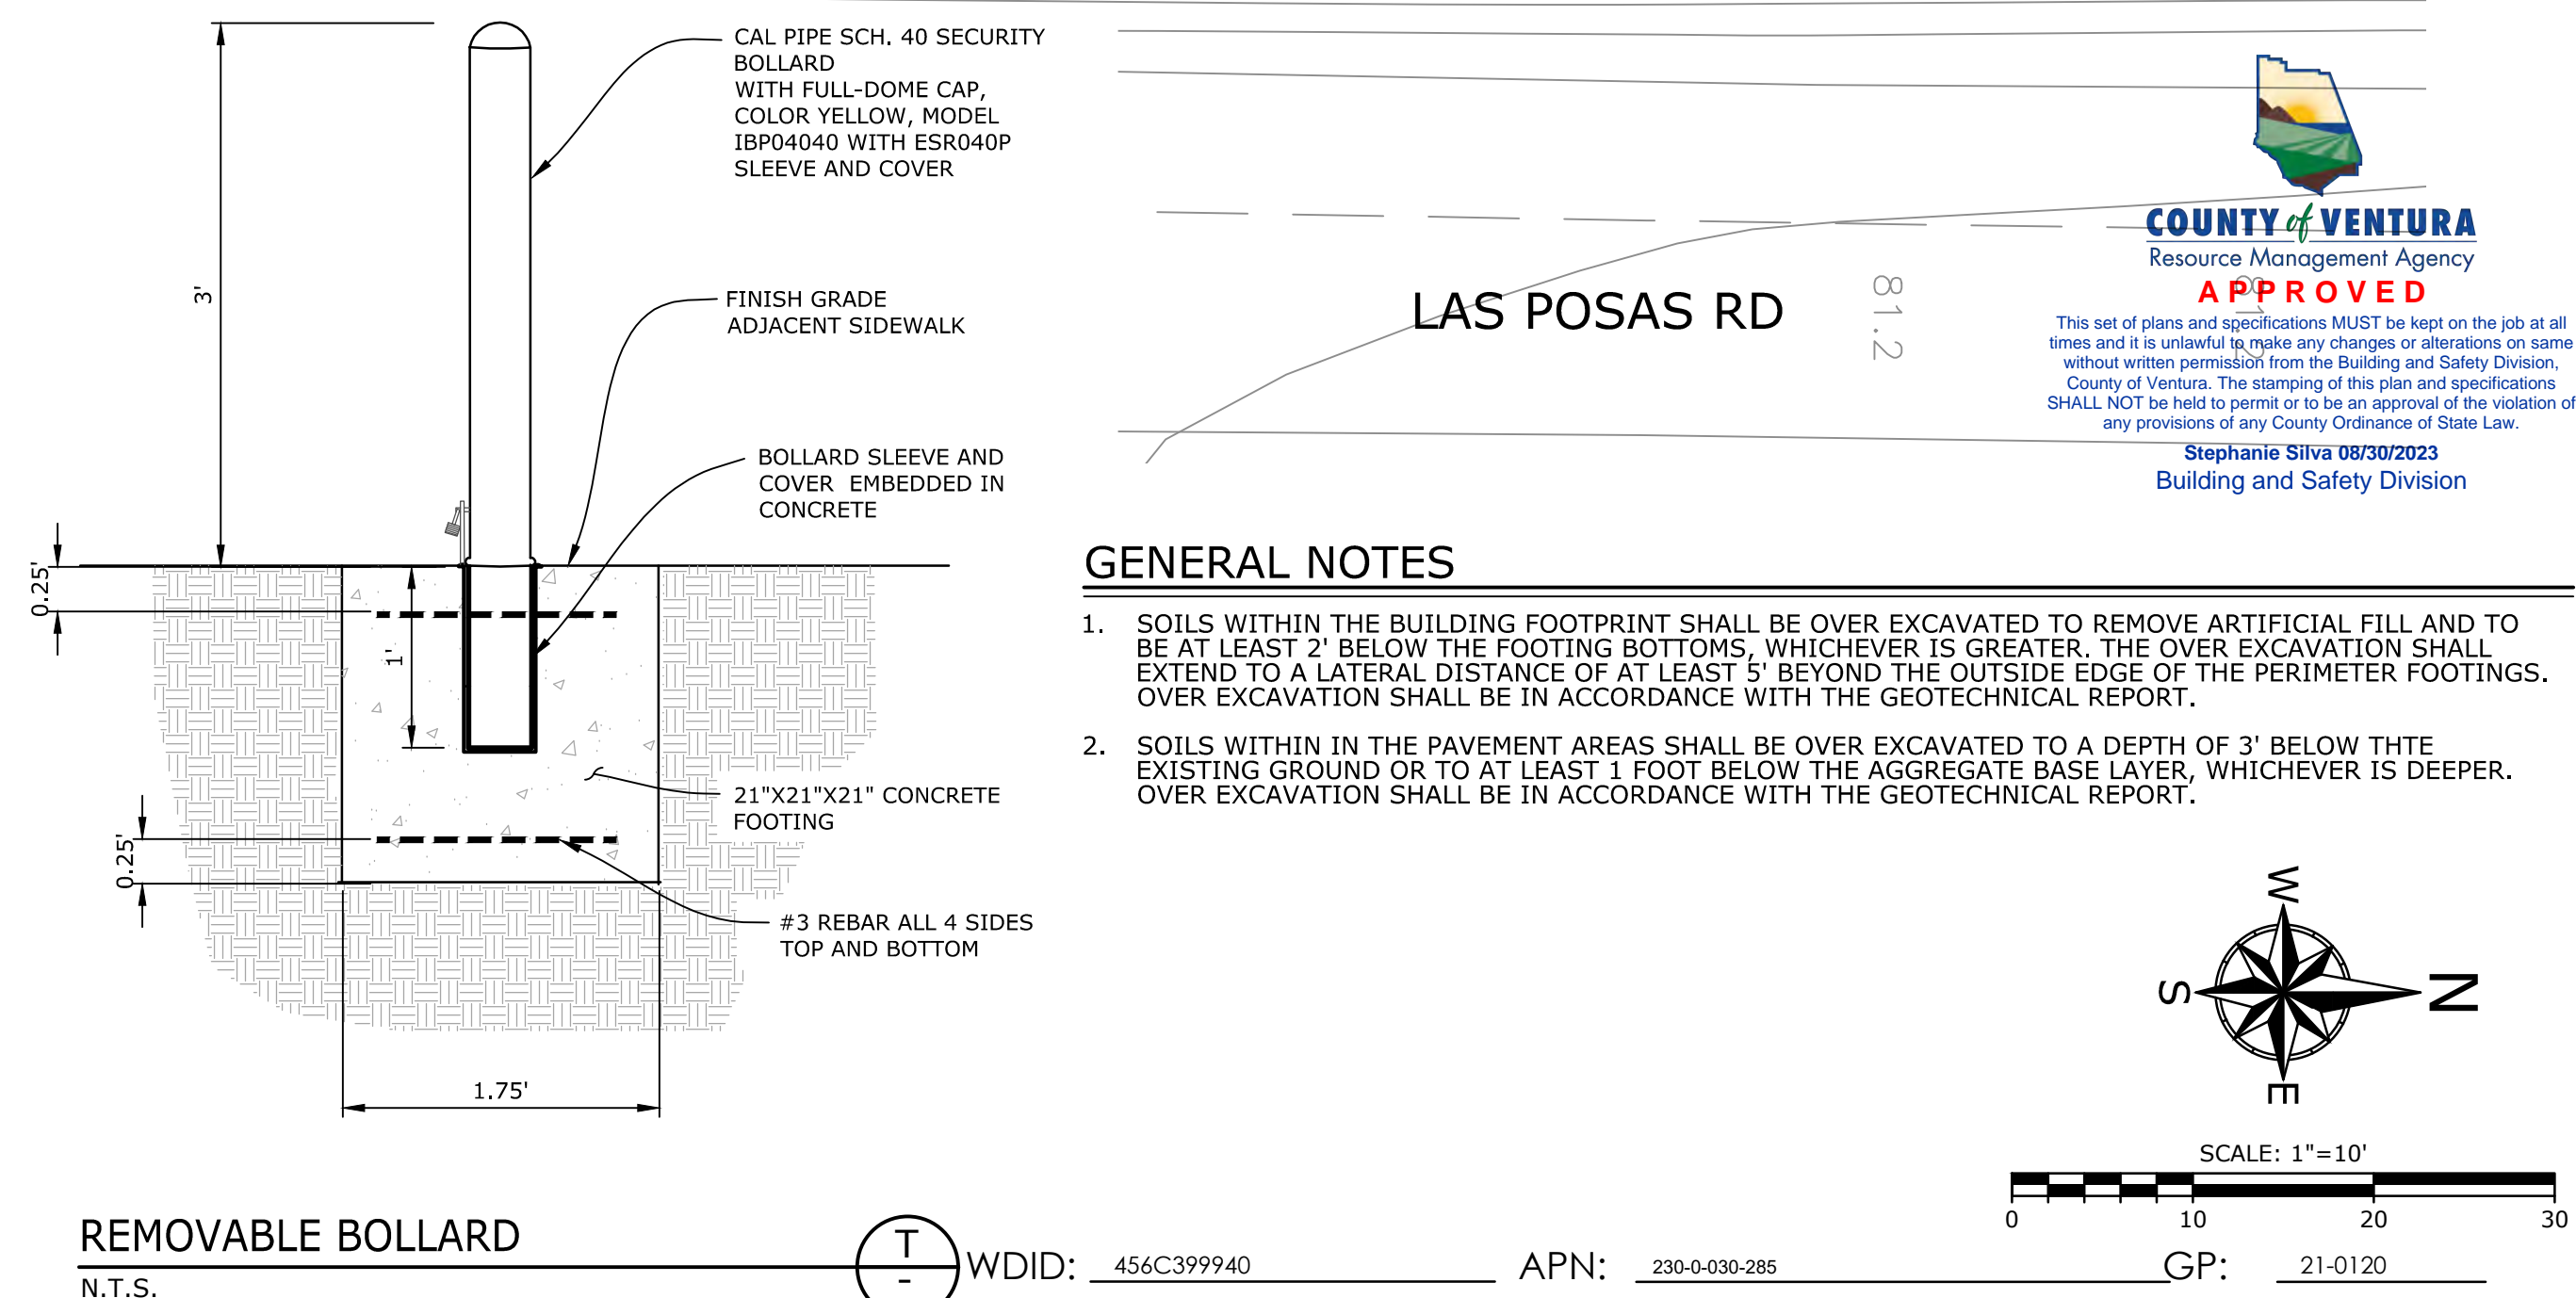 CAL PIPE SCH. 40 SECURITY
BOLLARD
WITH FULL-DOME CAP,
COLOR YELLOW, MODEL
IBP04040 WITH ESR040P
SLEEVE AND COVER
3'
FINISH GRADE
ADJACENT SIDEWALK
BOLLARD SLEEVE AND
COVER EMBEDDED IN
CONCRETE
0.25'
1'
21"X21"X21" CONCRETE
FOOTING
0.25'
#3 REBAR ALL 4 SIDES
TOP AND BOTTOM
1.75'
REMOVABLE BOLLARD
N.T.S.
T
-
LAS POSAS RD
81.2
81.2
COUNTY of VENTURA
Resource Management Agency
APPROVED
This set of plans and specifications MUST be kept on the job at all
times and it is unlawful to make any changes or alterations on same
without written permission from the Building and Safety Division,
County of Ventura. The stamping of this plan and specifications
SHALL NOT be held to permit or to be an approval of the violation of
any provisions of any County Ordinance of State Law.
Stephanie Silva 08/30/2023
Building and Safety Division
GENERAL NOTES
1. SOILS WITHIN THE BUILDING FOOTPRINT SHALL BE OVER EXCAVATED TO REMOVE ARTIFICIAL FILL AND TO
BE AT LEAST 2' BELOW THE FOOTING BOTTOMS, WHICHEVER IS GREATER. THE OVER EXCAVATION SHALL
EXTEND TO A LATERAL DISTANCE OF AT LEAST 5' BEYOND THE OUTSIDE EDGE OF THE PERIMETER FOOTINGS.
OVER EXCAVATION SHALL BE IN ACCORDANCE WITH THE GEOTECHNICAL REPORT.
2. SOILS WITHIN IN THE PAVEMENT AREAS SHALL BE OVER EXCAVATED TO A DEPTH OF 3' BELOW THTE
EXISTING GROUND OR TO AT LEAST 1 FOOT BELOW THE AGGREGATE BASE LAYER, WHICHEVER IS DEEPER.
OVER EXCAVATION SHALL BE IN ACCORDANCE WITH THE GEOTECHNICAL REPORT.
W
S
N
E
SCALE: 1"=10'
0 10 20 30
WDID: 456C399940 APN: 230-0-030-285 GP: 21-0120